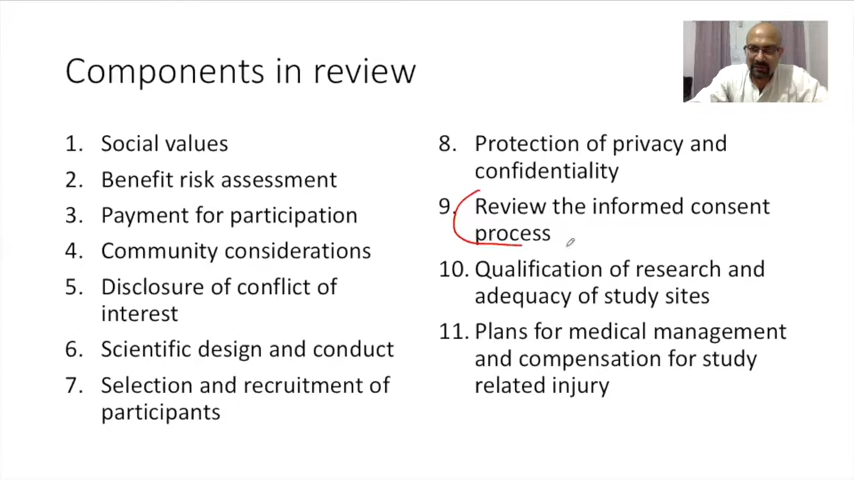 Components in review
1. Social values
2. Benefit risk assessment
3. Payment for participation
4. Community considerations
5. Disclosure of conflict of
interest
6. Scientific design and conduct
7. Selection and recruitment of
participants
8. Protection of privacy and
confidentiality
9. Review the informed consent
process
10. Qualification of research and
adequacy of study sites
11. Plans for medical management
and compensation for study
related injury